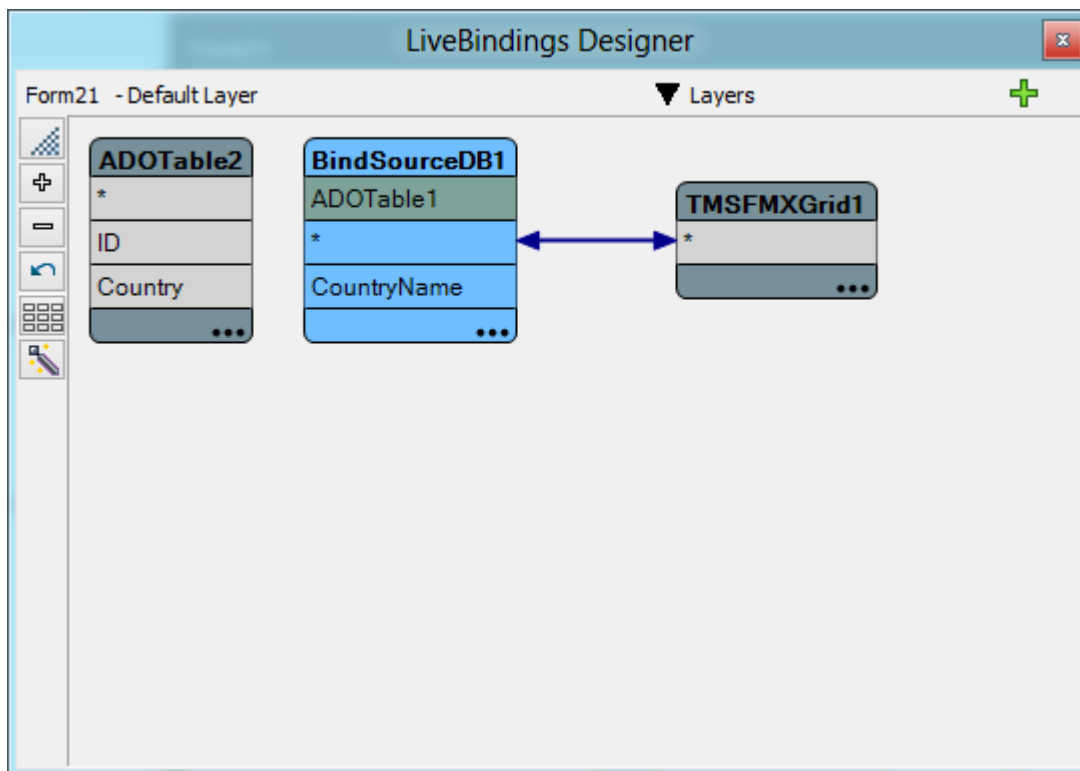 LiveBindings Designer
Form21 - Default Layer
Layers
ADOTable2
*
ID
Country
BindSourceDB1
ADOTable1
*
CountryName
TMSFMXGrid1
*